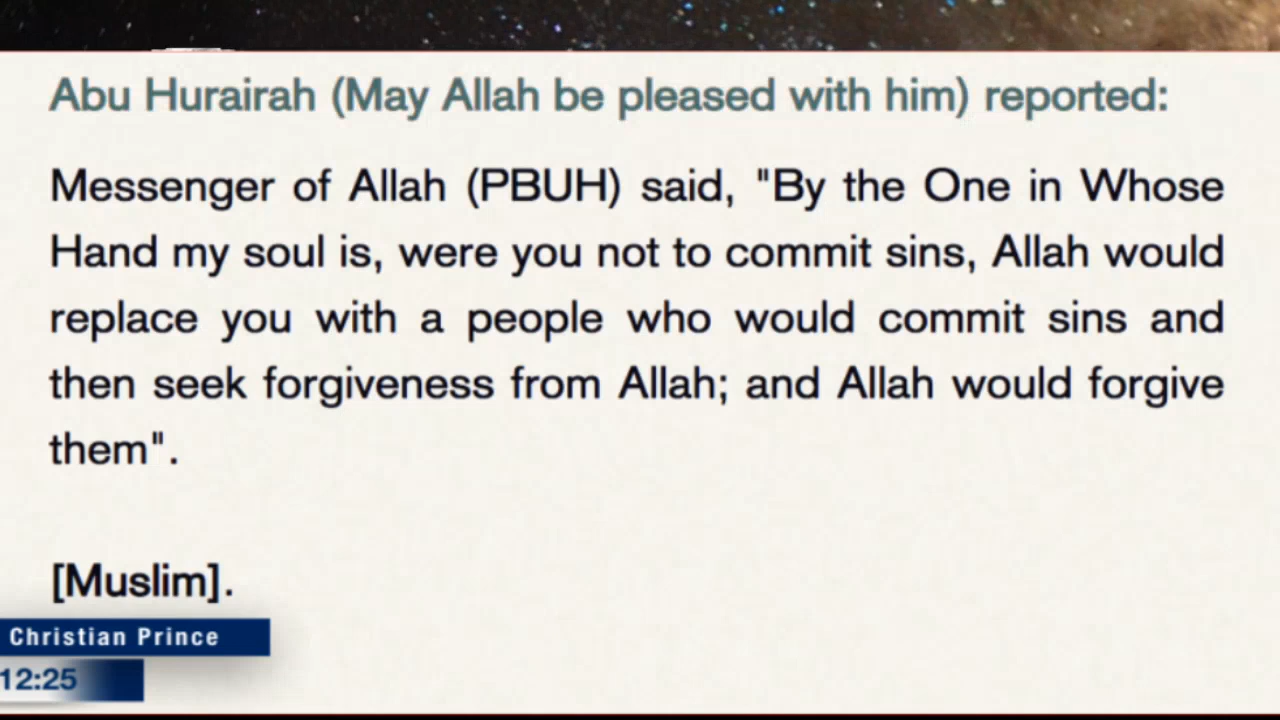 Abu Hurairah (May Allah be pleased with him) reported:
Messenger of Allah (PBUH) said, "By the One in Whose
Hand my soul is, were you not to commit sins, Allah would
replace you with a people who would commit sins and
then seek forgiveness from Allah; and Allah would forgive
them".
[Muslim].
Christian Prince
12:25